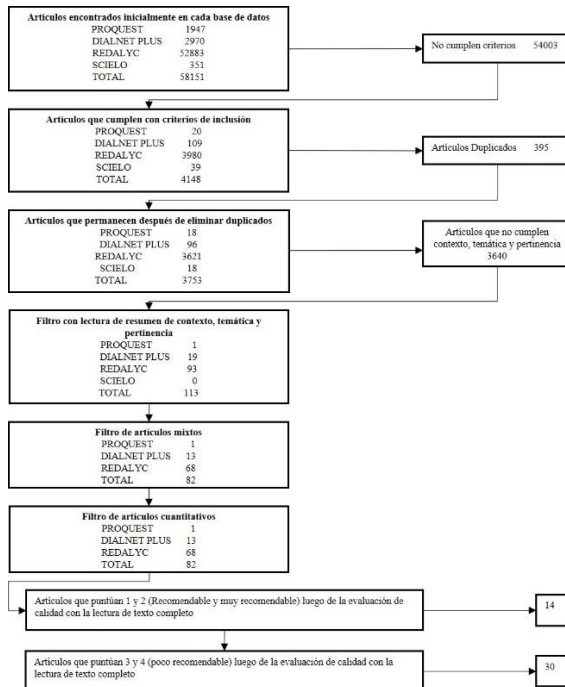 Artículos encontrados inicialmente en cada base de datos
PROQUEST 1947
DIALNET PLUS 2970
REDALYC 52883
SCIELO 351
TOTAL 58151
No cumplen criterios 54003
Artículos que cumplen con criterios de inclusión
PROQUEST 20
DIALNET PLUS 109
REDALYC 3980
SCIELO 39
TOTAL 4148
Artículos Duplicados 395
Artículos que permanecen después de eliminar duplicados
PROQUEST 18
DIALNET PLUS 96
REDALYC 3621
SCIELO 18
TOTAL 3753
Artículos que no cumplen
contexto, temática y pertinencia
3640
Filtro con lectura de resumen de contexto, temática y
pertinencia
PROQUEST 1
DIALNET PLUS 19
REDALYC 93
SCIELO 0
TOTAL 113
Filtro de artículos mixtos
PROQUEST 1
DIALNET PLUS 13
REDALYC 68
TOTAL 82
Filtro de artículos cuantitativos
PROQUEST 1
DIALNET PLUS 13
REDALYC 68
TOTAL 82
Artículos que puntúan 1 y 2 (Recomendable y muy recomendable) luego de la evaluación de
calidad con la lectura de texto completo
14
Artículos que puntúan 3 y 4 (poco recomendable) luego de la evaluación de calidad con la
lectura de texto completo
30